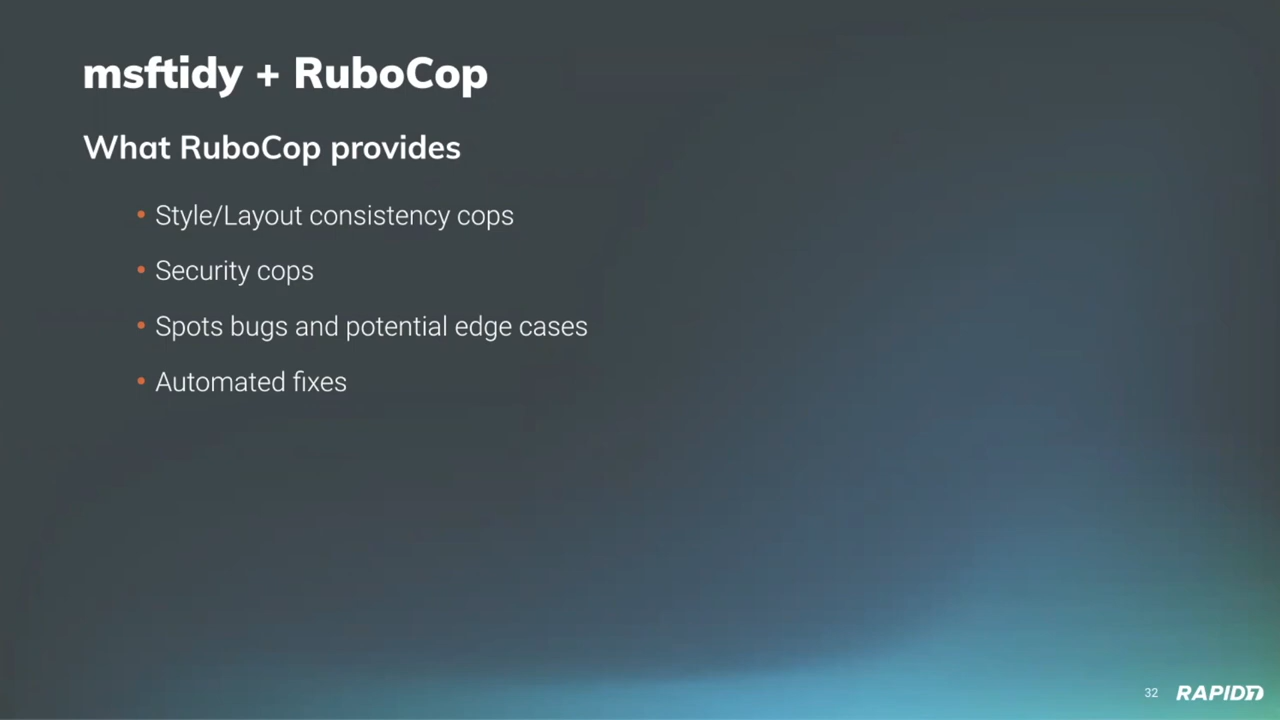 msftidy + RuboCop
What RuboCop provides
• Style/Layout consistency cops
• Security cops
• Spots bugs and potential edge cases
• Automated fixes
32 RAPID7